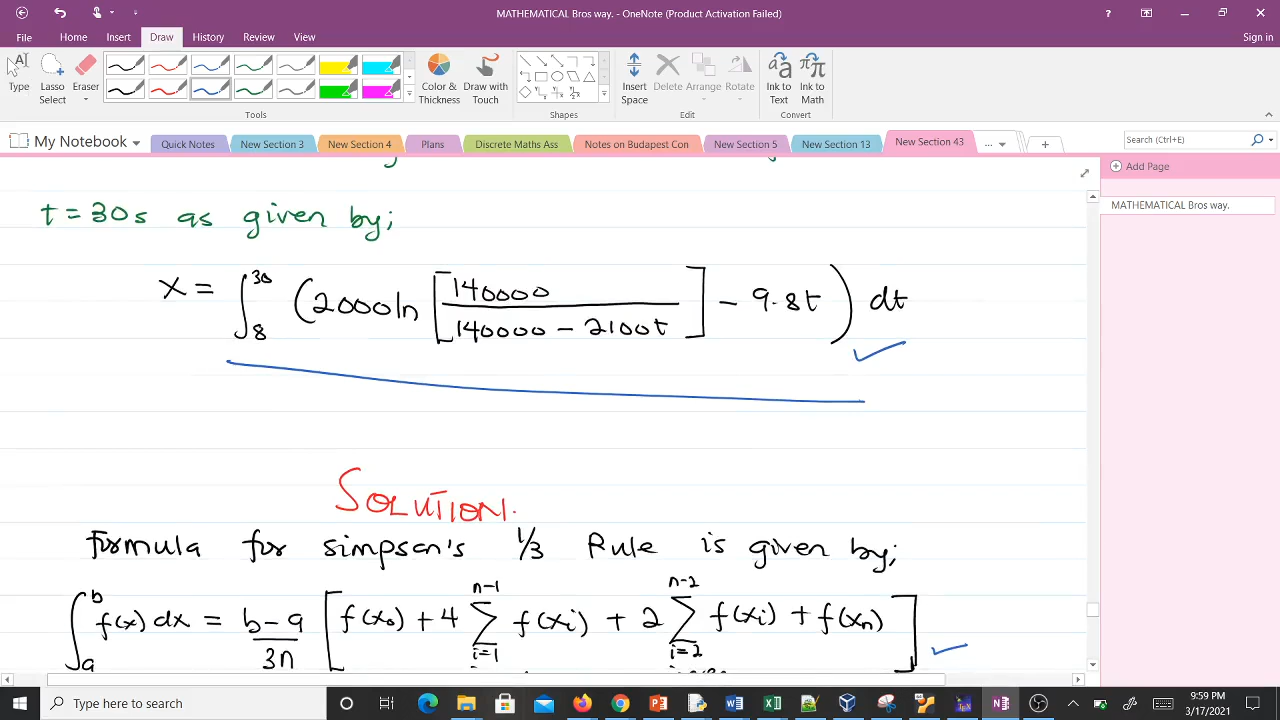 MATHEMATICAL Bros way. - OneNote (Product Activation Failed)
File Home Insert Draw History Review View Sign in
Type Lasso Select Eraser Color & Thickness Draw with Touch Insert Space Delete Arrange Rotate Ink to Text Ink to Math
Tools Shapes Edit Convert
My Notebook Quick Notes New Section 3 New Section 4 Plans Discrete Maths Ass Notes on Budapest Con New Section 5 New Section 13 New Section 43 ... + Search (Ctrl+E)
Add Page
MATHEMATICAL Bros way.
t = 30s as given by;
x = ∫_8^30 (2000ln [140000 / (140000 - 2100t)] - 9.8t) dt
SOLUTION.
Formula for simpson's 1/3 Rule is given by;
∫_a^b f(x) dx = (b-a)/3n [f(x₀) + 4 ∑_{i=1}^{n-1} f(xi) + 2 ∑_{i=2}^{n-2} f(xi) + f(xn)]
Type here to search
9:59 PM
3/17/2021